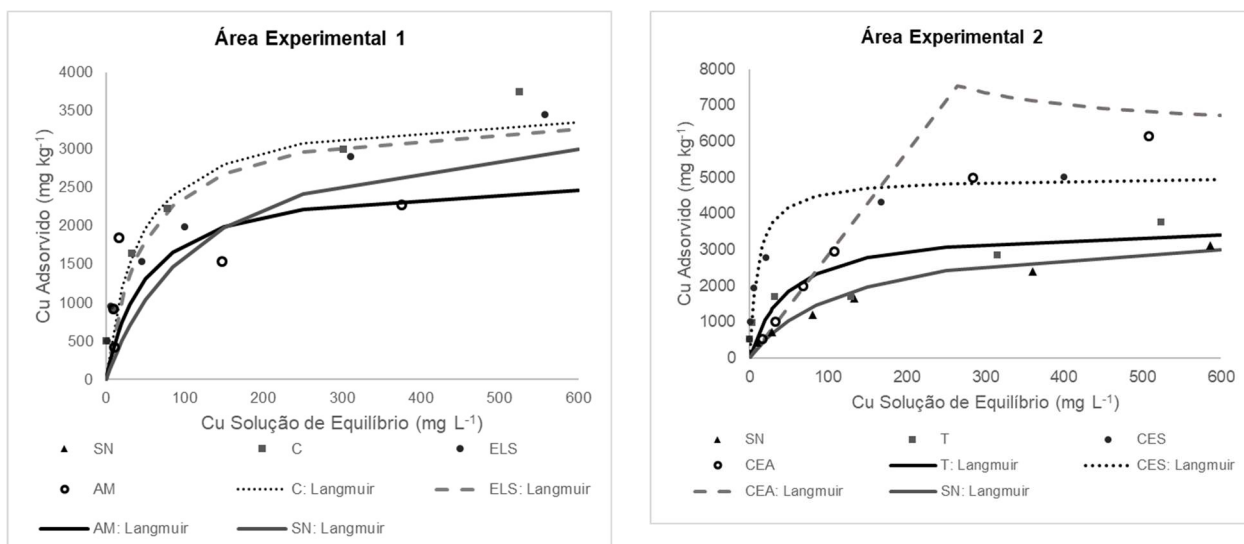 Área Experimental 1
Cu Adsorvido (mg kg⁻¹)
4000
3500
3000
2500
2000
1500
1000
500
0
0 100 200 300 400 500 600
Cu Solução de Equilíbrio (mg L⁻¹)
SN C ELS
AM C: Langmuir ELS: Langmuir
AM: Langmuir SN: Langmuir
Área Experimental 2
Cu Adsorvido (mg kg⁻¹)
8000
7000
6000
5000
4000
3000
2000
1000
0
0 100 200 300 400 500 600
Cu Solução de Equilíbrio (mg L⁻¹)
SN T CES
CEA T: Langmuir CES: Langmuir
CEA: Langmuir SN: Langmuir